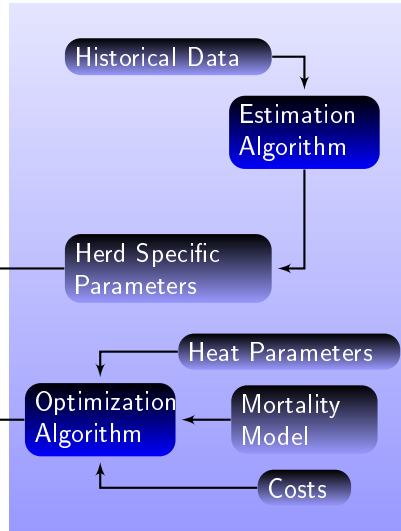 Historical Data
Estimation
Algorithm
Herd Specific
Parameters
Heat Parameters
Optimization
Algorithm
Mortality
Model
Costs